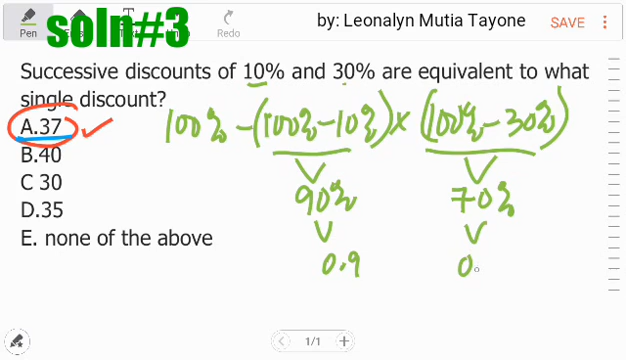 soln#3
by: Leonalyn Mutia Tayone
SAVE
Pen
Text
Undo
Redo
Successive discounts of 10% and 30% are equivalent to what
single discount?
A.37
100% - (100% - 10%) x (100% - 30%)
B.40
C 30
90% 70%
D.35
E. none of the above
0.9 0.
1/1